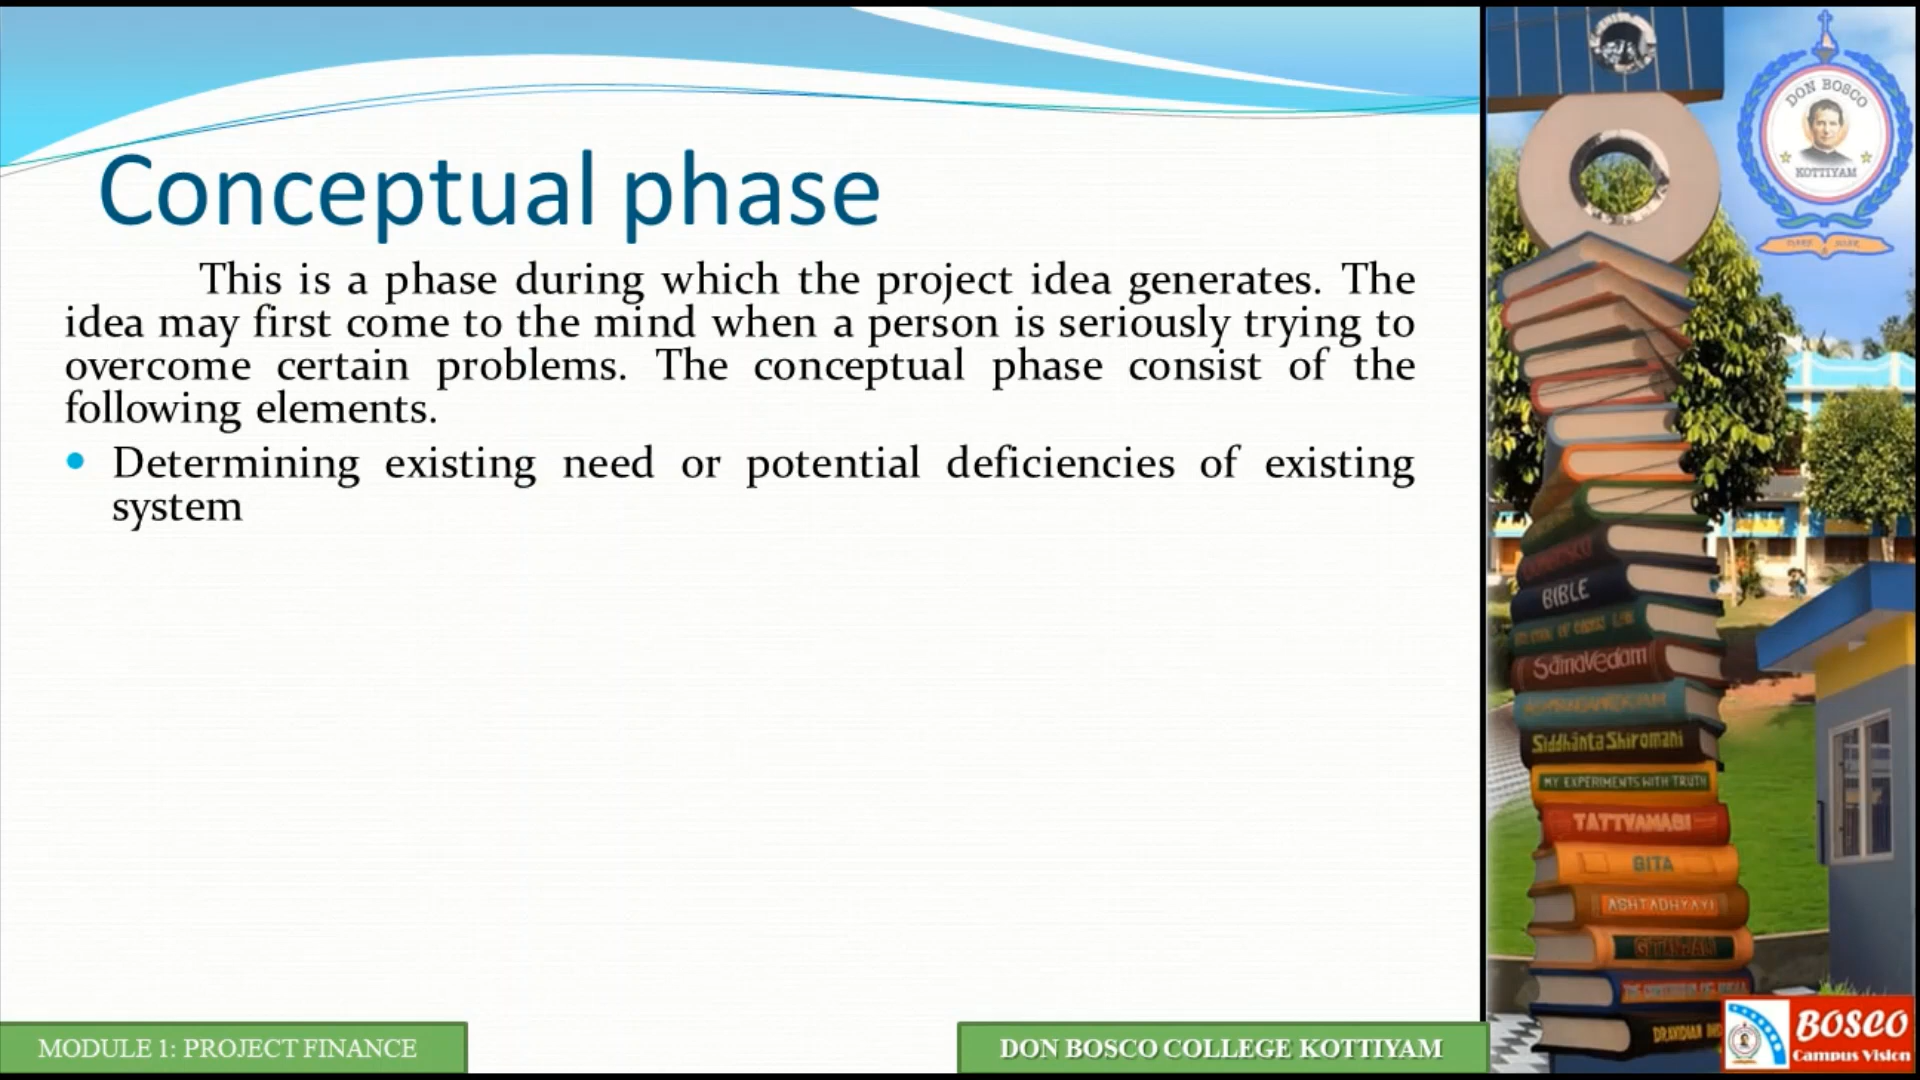 Conceptual phase
This is a phase during which the project idea generates. The
idea may first come to the mind when a person is seriously trying to
overcome certain problems. The conceptual phase consist of the
following elements.
Determining existing need or potential deficiencies of existing
system
MODULE 1: PROJECT FINANCE
DON BOSCO COLLEGE KOTTIYAM
DON BOSCO
KOTTIYAM
BIBLE
SamaVedam
Siddhānta Shiromani
MY EXPERIMENTS WITH TRUTH
TATTVAMASI
GITA
ASHTADHYAYI
GITANJALI
BOSCO
Campus Vision